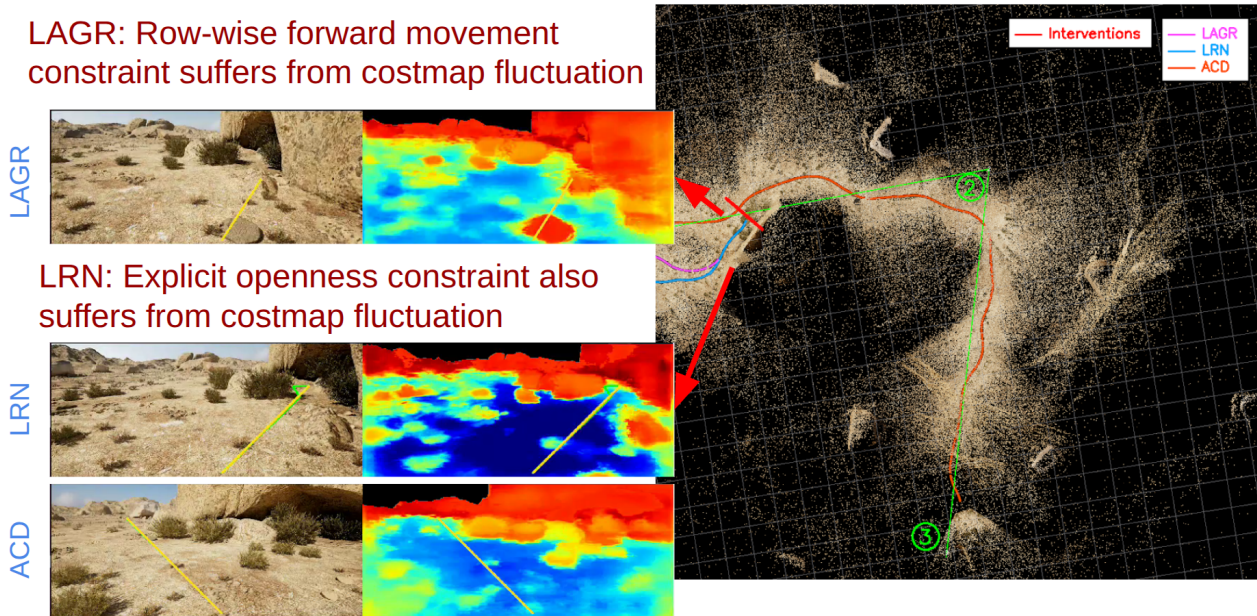 LAGR: Row-wise forward movement
constraint suffers from costmap fluctuation
LAGR
LRN: Explicit openness constraint also
suffers from costmap fluctuation
LRN
ACD
Interventions
LAGR
LRN
ACD
②
③